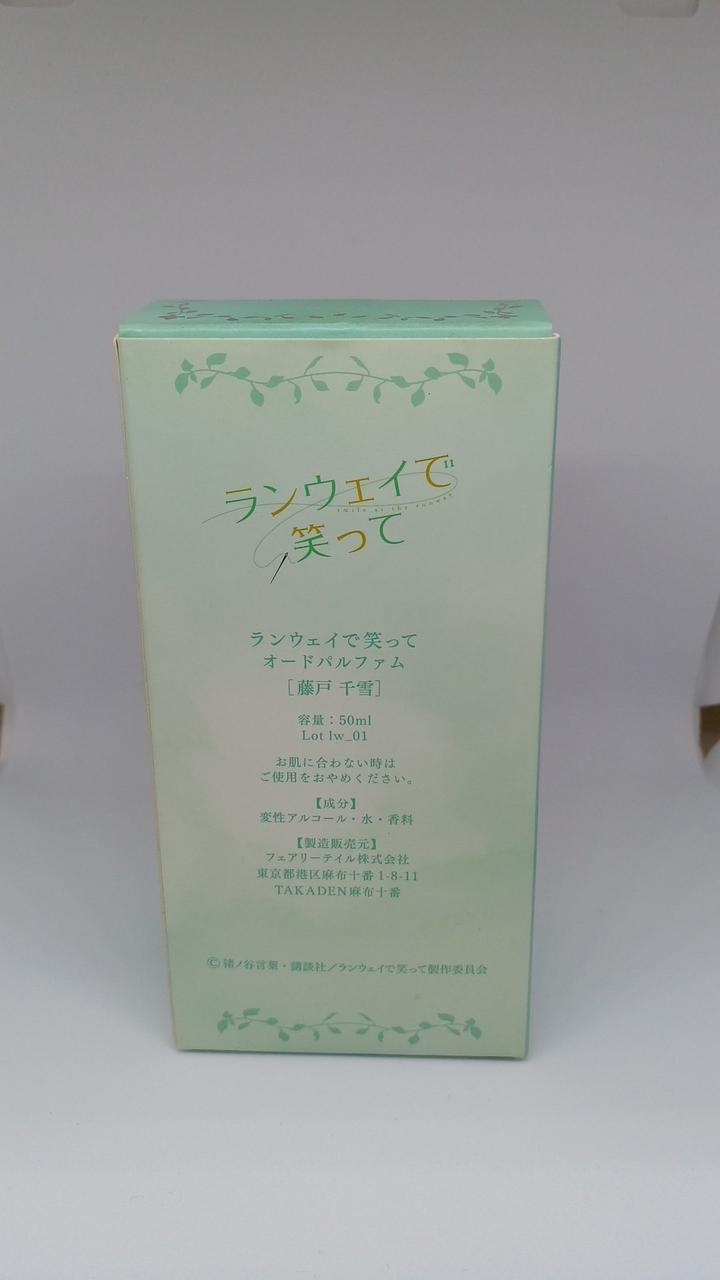 ランウェイで
smile at the runway
笑って
ランウェイで笑って
オードパルファム
［藤戸 千雪］
容量：50ml
Lot lw_01
お肌に合わない時は
ご使用をおやめください。
【成分】
変性アルコール・水・香料
【製造販売元】
フェアリーテイル株式会社
東京都港区麻布十番 1-8-11
TAKADEN麻布十番
©猪ノ谷言葉・講談社／ランウェイで笑って製作委員会